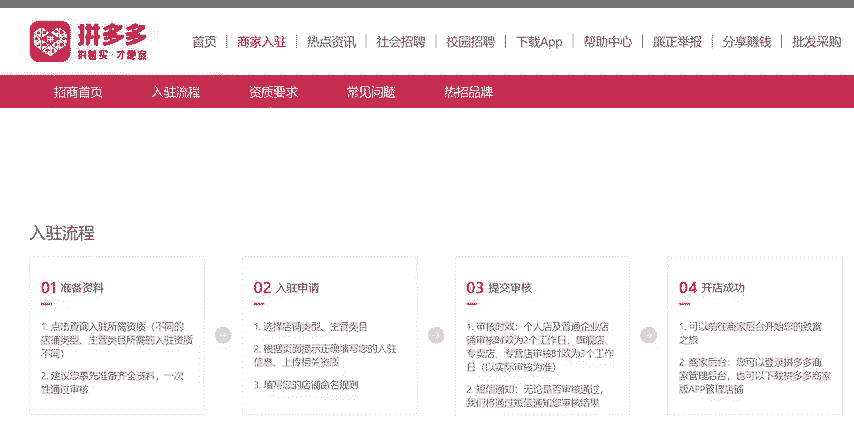 拼多多
拼着买·才便宜
首页 | 商家入驻 | 热点资讯 | 社会招聘 | 校园招聘 | 下载App | 帮助中心 | 廉正举报 | 分享赚钱 | 批发采购
招商首页 入驻流程 资质要求 常见问题 热招品牌
入驻流程
01 准备资料
1. 点击查询入驻所需资质（不同的
店铺类型、主营类目所需的入驻资质
不同）
2. 建议您事先准备齐全资料，一次
性通过审核
02 入驻申请
1. 选择店铺类型、主营类目
2. 根据页面提示正确填写您的入驻
信息、上传相关资质
3. 填写您的店铺命名规则
03 提交审核
1. 审核时效：个人店及普通企业店
铺审核时效为2个工作日，旗舰店、
专卖店、专营店审核时效为3个工作
日（以实际审核为准）
2. 短信通知：无论是否审核通过，
我们将通过短信通知您审核结果
04 开店成功
1. 可以前往商家后台开始您的致富
之旅
2. 商家后台：您可以登录拼多多商
家管理后台，也可以下载拼多多商家
版APP管理店铺